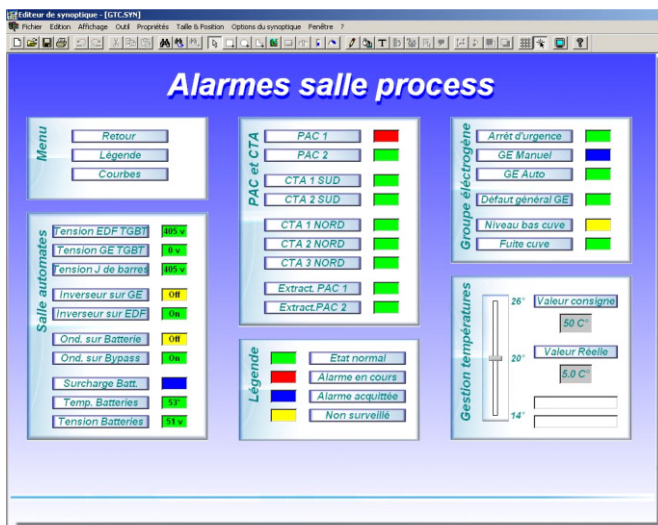 Editeur de synoptique - [GTC.SYN]
Fichier Edition Affichage Outil Propriétés Taille & Position Options du synoptique Fenêtre ?
Alarmes salle process
Menu
Retour
Légende
Courbes
Salle automates
Tension EDF TGBT 405 v
Tension GE TGBT 0 v
Tension J de barres 405 v
Inverseur sur GE Off
Inverseur sur EDF On
Ond. sur Batterie Off
Ond. sur Bypass On
Surcharge Batt.
Temp. Batteries 53°
Tension Batteries 51 v
PAC et CTA
PAC 1
PAC 2
CTA 1 SUD
CTA 2 SUD
CTA 1 NORD
CTA 2 NORD
CTA 3 NORD
Extract. PAC 1
Extract.PAC 2
Légende
Etat normal
Alarme en cours
Alarme acquittée
Non surveillé
Groupe éléctrogène
Arrêt d'urgence
GE Manuel
GE Auto
Défaut général GE
Niveau bas cuve
Fuite cuve
Gestion températures
26°
20°
14°
Valeur consigne
50 C°
Valeur Réelle
5.0 C°